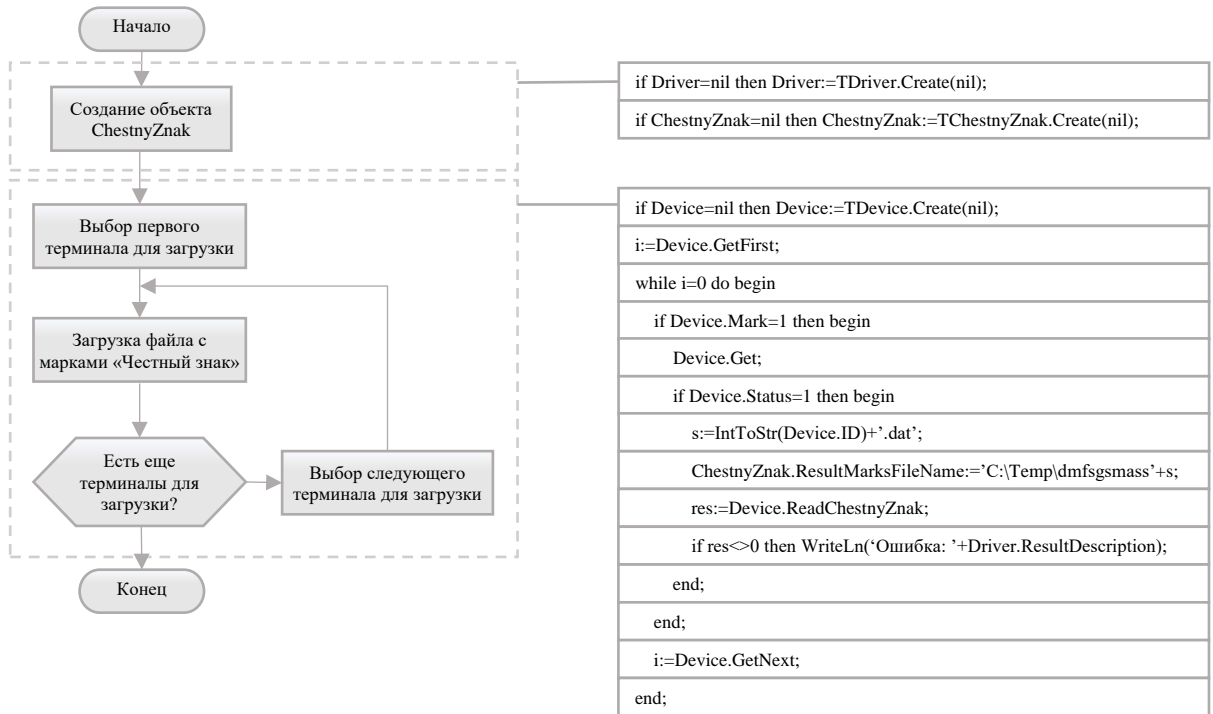 Начало
Создание объекта
ChestnyZnak
Выбор первого
терминала для загрузки
Загрузка файла с
марками «Честный знак»
Есть еще
терминалы для
загрузки?
Выбор следующего
терминала для загрузки
Конец
if Driver=nil then Driver:=TDriver.Create(nil);
if ChestnyZnak=nil then ChestnyZnak:=TChestnyZnak.Create(nil);
if Device=nil then Device:=TDevice.Create(nil);
i:=Device.GetFirst;
while i=0 do begin
if Device.Mark=1 then begin
Device.Get;
if Device.Status=1 then begin
s:=IntToStr(Device.ID)+’.dat’;
ChestnyZnak.ResultMarksFileName:=’C:\Temp\dmfsgsmass’+s;
res:=Device.ReadChestnyZnak;
if res<>0 then WriteLn(‘Ошибка: ’+Driver.ResultDescription);
end;
end;
i:=Device.GetNext;
end;